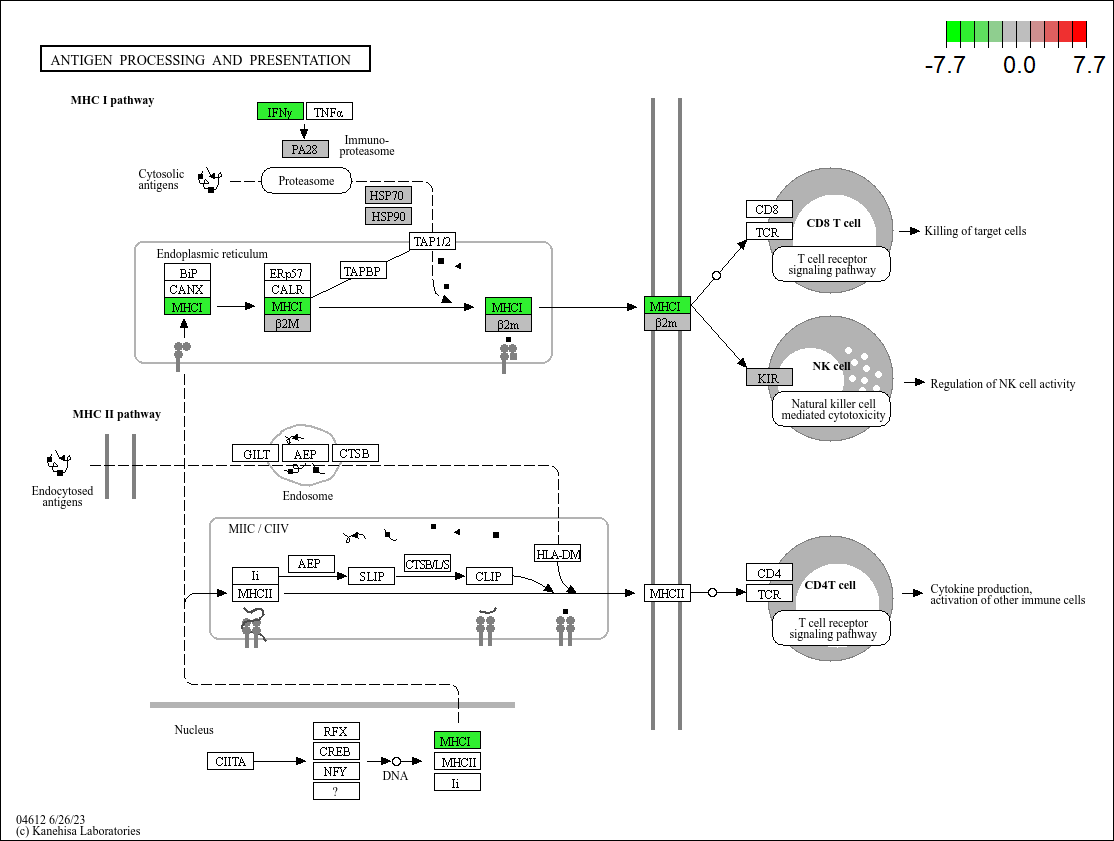 -7.7 0.0 7.7
ANTIGEN PROCESSING AND PRESENTATION
MHC I pathway
IFNγ TNFα
PA28
Immuno-
proteasome
Cytosolic
antigens
Proteasome
HSP70
HSP90
TAP1/2
Endoplasmic reticulum
BiP
CANX
MHCI
ERp57
CALR
MHCI
β2M
TAPBP
MHCI
β2m
MHCI
β2m
CD8
TCR
CD8 T cell
T cell receptor
signaling pathway
Killing of target cells
KIR
NK cell
Natural killer cell
mediated cytotoxicity
Regulation of NK cell activity
MHC II pathway
Endocytosed
antigens
GILT AEP CTSB
Endosome
MIIC / CIIV
Ii
MHCII
AEP
SLIP
CTSB/L/S
CLIP
HLA-DM
MHCII
CD4
TCR
CD4T cell
T cell receptor
signaling pathway
Cytokine production,
activation of other immune cells
Nucleus
CIITA
RFX
CREB
NFY
?
DNA
MHCI
MHCII
Ii
04612 6/26/23
(c) Kanehisa Laboratories